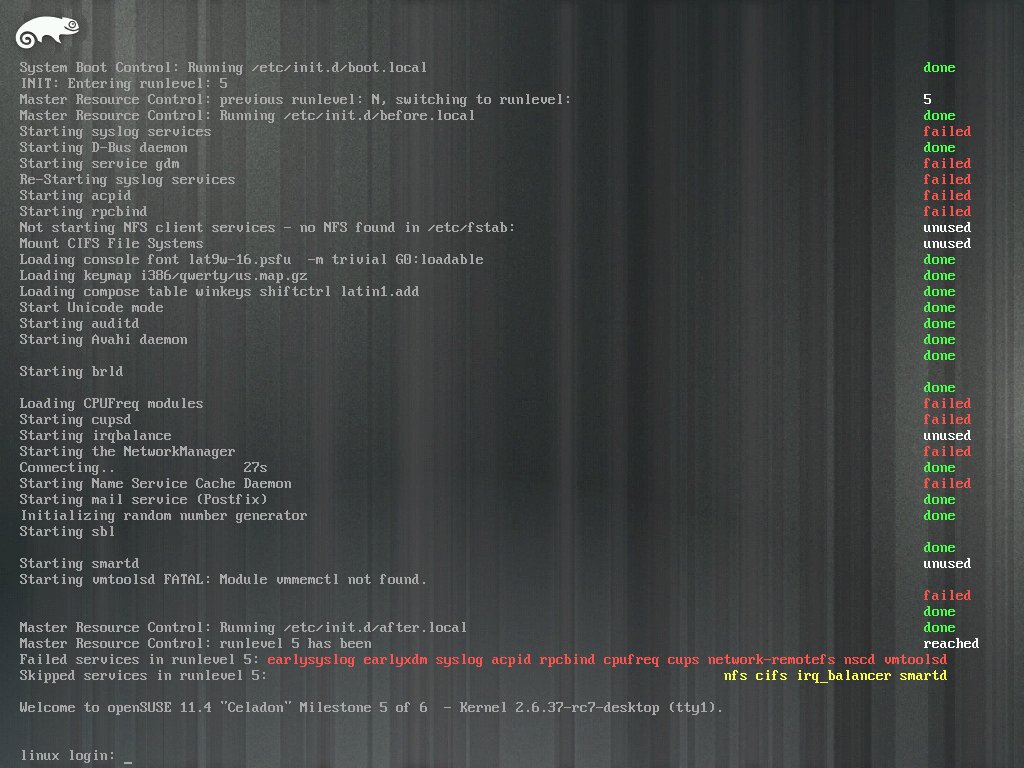 System Boot Control: Running /etc/init.d/boot.local done
INIT: Entering runlevel: 5
Master Resource Control: previous runlevel: N, switching to runlevel: 5
Master Resource Control: Running /etc/init.d/before.local done
Starting syslog services failed
Starting D-Bus daemon done
Starting service gdm failed
Re-Starting syslog services failed
Starting acpid failed
Starting rpcbind failed
Not starting NFS client services - no NFS found in /etc/fstab: unused
Mount CIFS File Systems unused
Loading console font lat9w-16.psfu  -m trivial G0:loadable done
Loading keymap i386/qwerty/us.map.gz done
Loading compose table winkeys shiftctrl latin1.add done
Start Unicode mode done
Starting auditd done
Starting Avahi daemon done
done
Starting brld
done
Loading CPUFreq modules failed
Starting cupsd failed
Starting irqbalance unused
Starting the NetworkManager failed
Connecting.. 27s done
Starting Name Service Cache Daemon failed
Starting mail service (Postfix) done
Initializing random number generator done
Starting sbl
done
Starting smartd unused
Starting vmtoolsd FATAL: Module vmmemctl not found.
failed
done
Master Resource Control: Running /etc/init.d/after.local done
Master Resource Control: runlevel 5 has been reached
Failed services in runlevel 5: earlysyslog earlyxdm syslog acpid rpcbind cpufreq cups network-remotefs nscd vmtoolsd
Skipped services in runlevel 5: nfs cifs irq_balancer smartd
Welcome to openSUSE 11.4 "Celadon" Milestone 5 of 6  - Kernel 2.6.37-rc7-desktop (tty1).
linux login: _